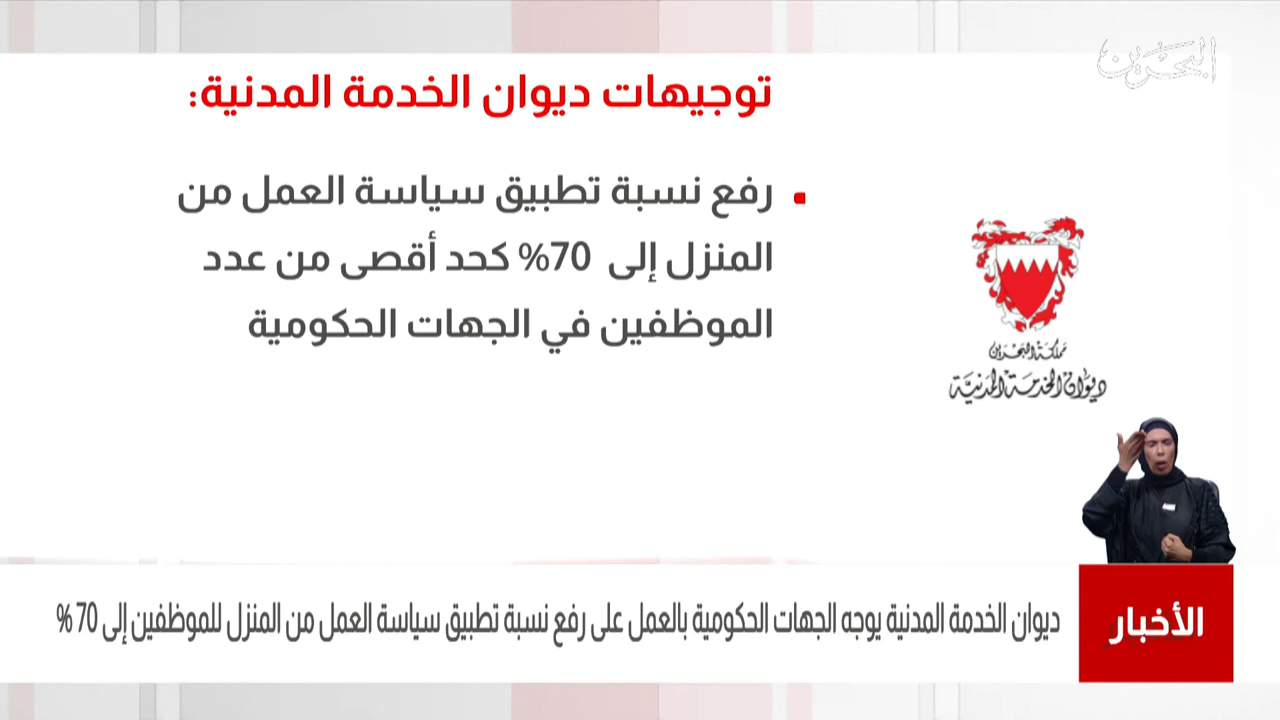 البحرين
توجيهات ديوان الخدمة المدنية:
رفع نسبة تطبيق سياسة العمل من
المنزل إلى 70% كحد أقصى من عدد
الموظفين في الجهات الحكومية
مملكة البحرين
ديوان الخدمة المدنية
ديوان الخدمة المدنية يوجه الجهات الحكومية بالعمل على رفع نسبة تطبيق سياسة العمل من المنزل للموظفين إلى 70 %
الأخبار